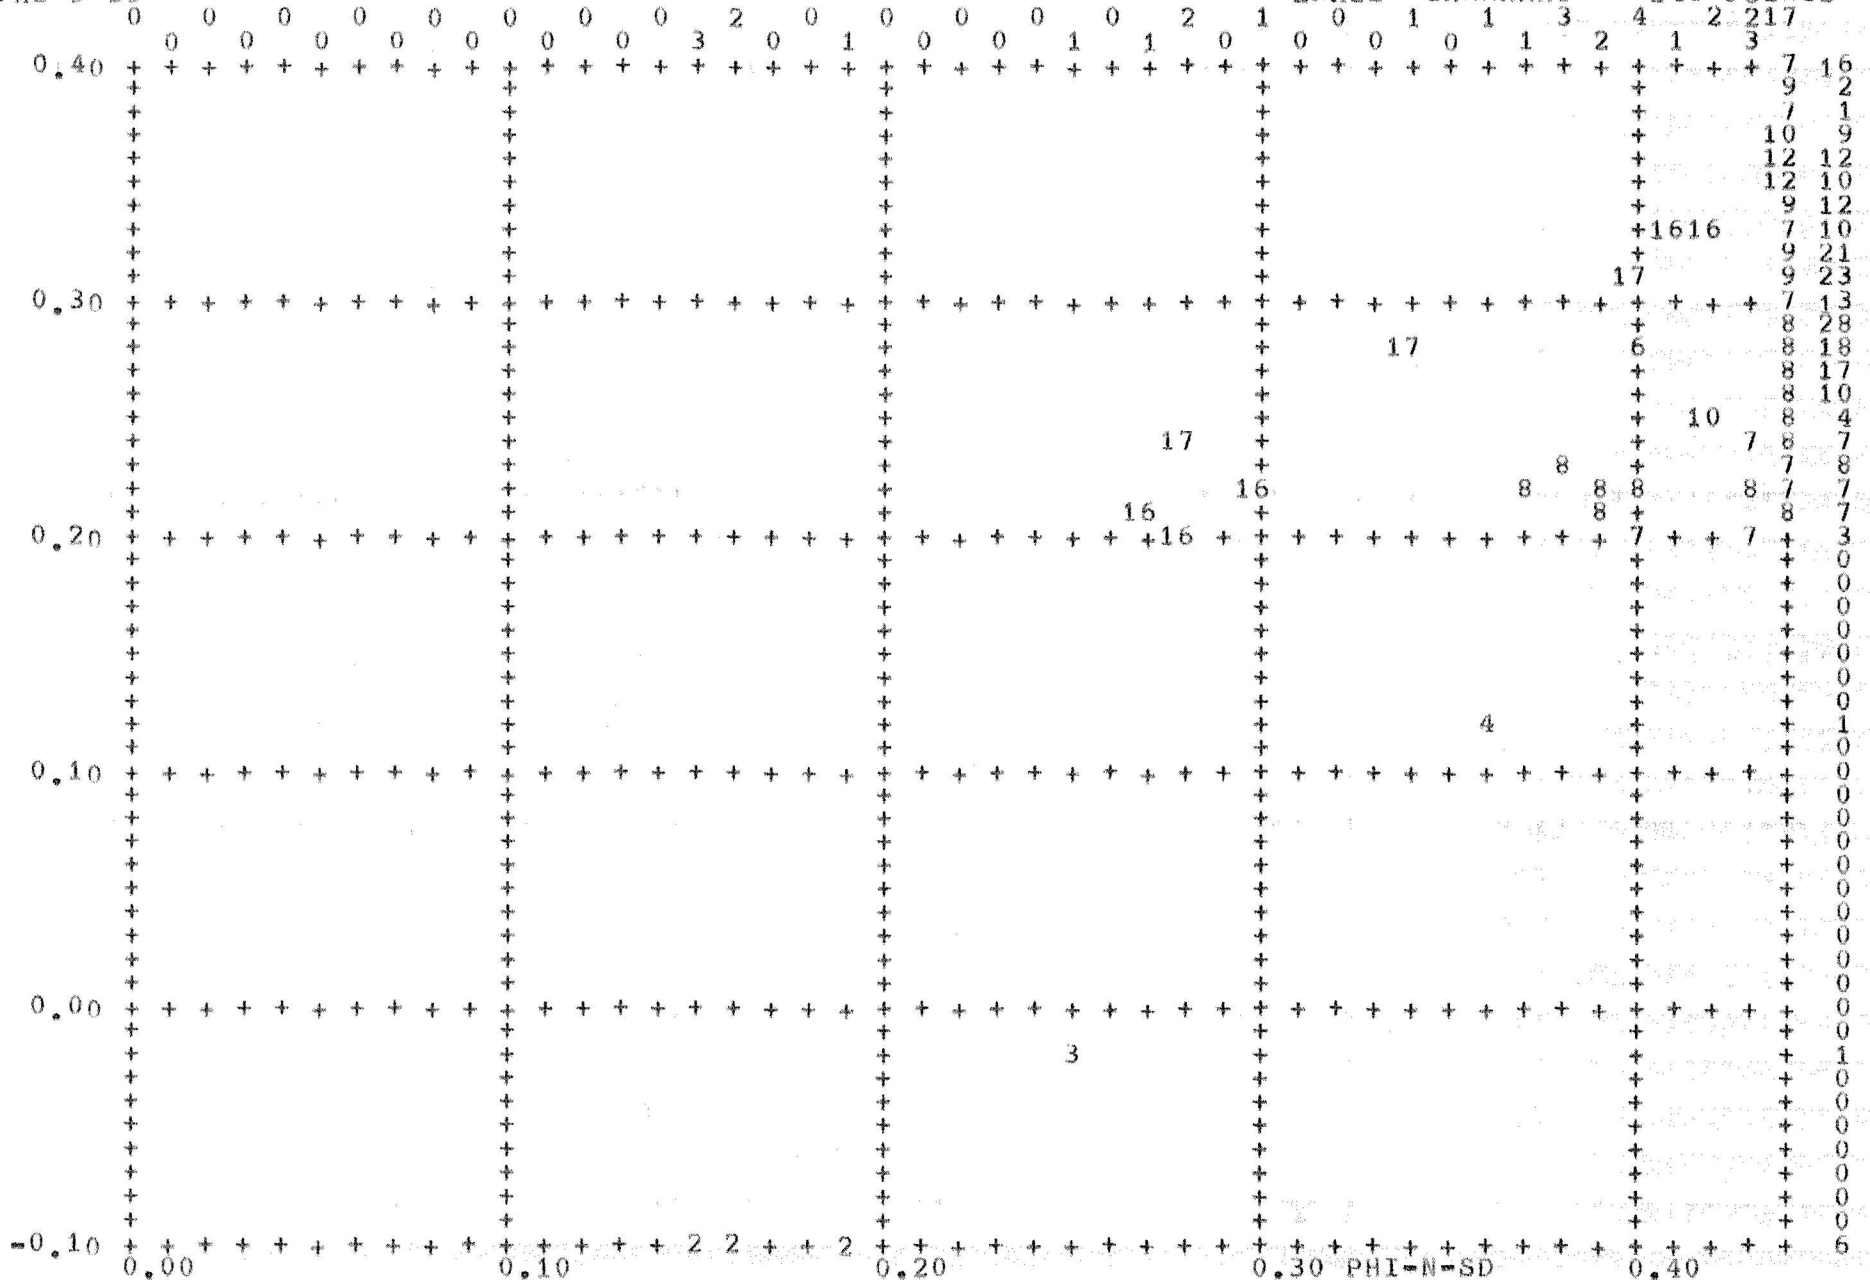 0 0 0 0 0 0 0 0 2 0 0 0 0 0 2 1 0 1 1 3 4 2 217
0 0 0 0 0 0 0 3 0 1 0 0 1 1 0 0 0 0 1 2 1 3
0.40 + + + + + + + + + + + + + + + + + + + + + + + + + + + + + + + + + + + + + + + + + + + + 7 16
+ + + + + 9 2
+ + + + + 7 1
+ + + + + 10 9
+ + + + + 12 12
+ + + + + 12 10
+ + + + + 9 12
+ + + + +1616 7 10
+ + + + + 9 21
+ + + + 17 9 23
0.30 + + + + + + + + + + + + + + + + + + + + + + + + + + + + + + + + + + + + + + + + + + + + 7 13
+ + + + + 8 28
+ + + + 17 6 8 18
+ + + + + 8 17
+ + + + + 8 10
+ + + + + 10 8 4
+ + + 17 + + 7 8 7
+ + + + 8 + 7 8
+ + + 16 8 8 8 8 7 7
+ + + 16 + 8 + 8 7
0.20 + + + + + + + + + + + + + + + + + + + + + + + + + + + +16 + + + + + + + + + + + 7 + + 7 + 3
+ + + + + + 0
+ + + + + + 0
+ + + + + + 0
+ + + + + + 0
+ + + + + + 0
+ + + + + + 0
+ + + + + + 0
+ + + + 4 + + 1
+ + + + + + 0
0.10 + + + + + + + + + + + + + + + + + + + + + + + + + + + + + + + + + + + + + + + + + + + + + 0
+ + + + + + 0
+ + + + + + 0
+ + + + + + 0
+ + + + + + 0
+ + + + + + 0
+ + + + + + 0
+ + + + + + 0
+ + + + + + 0
+ + + + + + 0
0.00 + + + + + + + + + + + + + + + + + + + + + + + + + + + + + + + + + + + + + + + + + + + + + 0
+ + + + + + 0
+ + + 3 + + + 1
+ + + + + + 0
+ + + + + + 0
+ + + + + + 0
+ + + + + + 0
+ + + + + + 0
+ + + + + + 0
+ + + + + + 0
-0.10 + + + + + + + + + + + + + + + 2 2 + + 2 + + + + + + + + + + + + + + + + + + + + + + + + + 6
0.00 0.10 0.20 0.30 PHI-N-SD 0.40